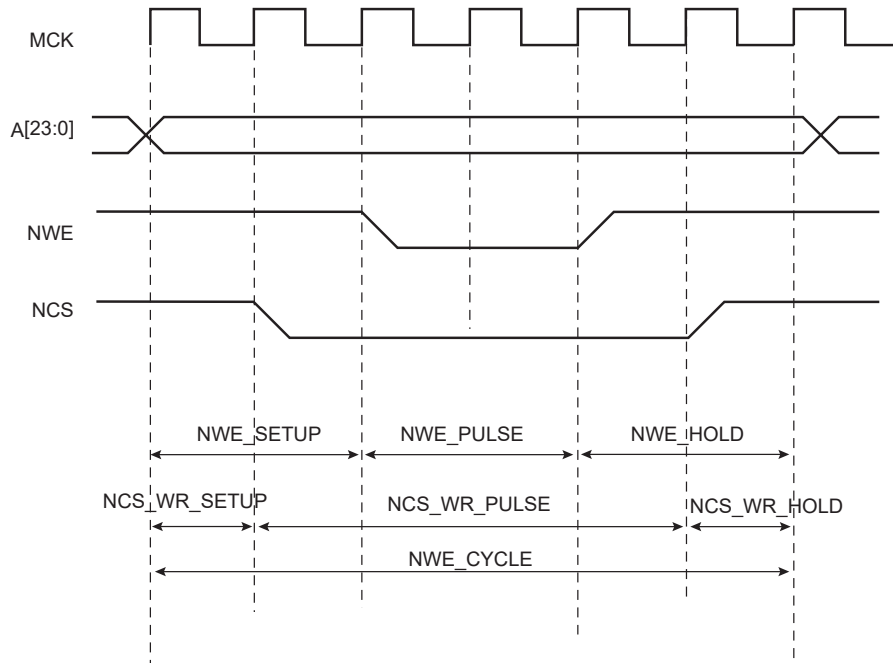 MCK
A[23:0]
NWE
NCS
NWE_SETUP NWE_PULSE NWE_HOLD
NCS_WR_SETUP NCS_WR_PULSE NCS_WR_HOLD
NWE_CYCLE